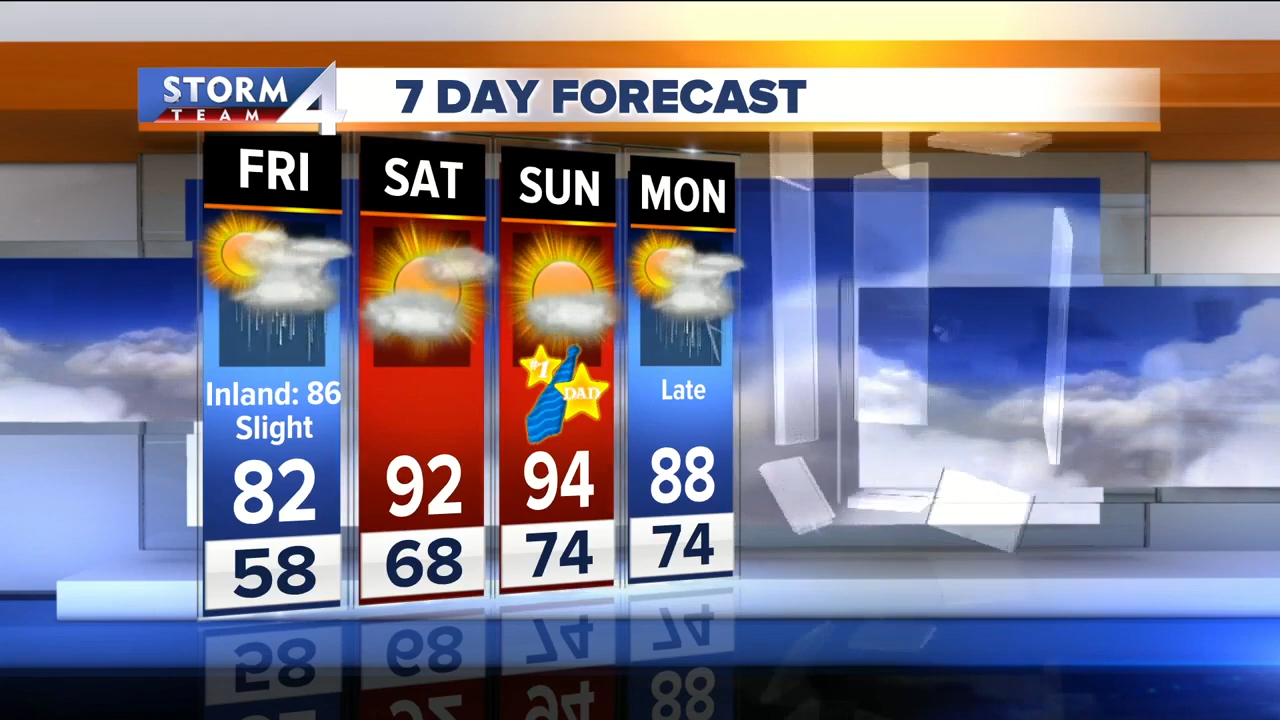 STORM
TEAM
4
7 DAY FORECAST
FRI
Inland: 86
Slight
82
58
SAT
92
68
SUN
#1
DAD
94
74
MON
Late
88
74